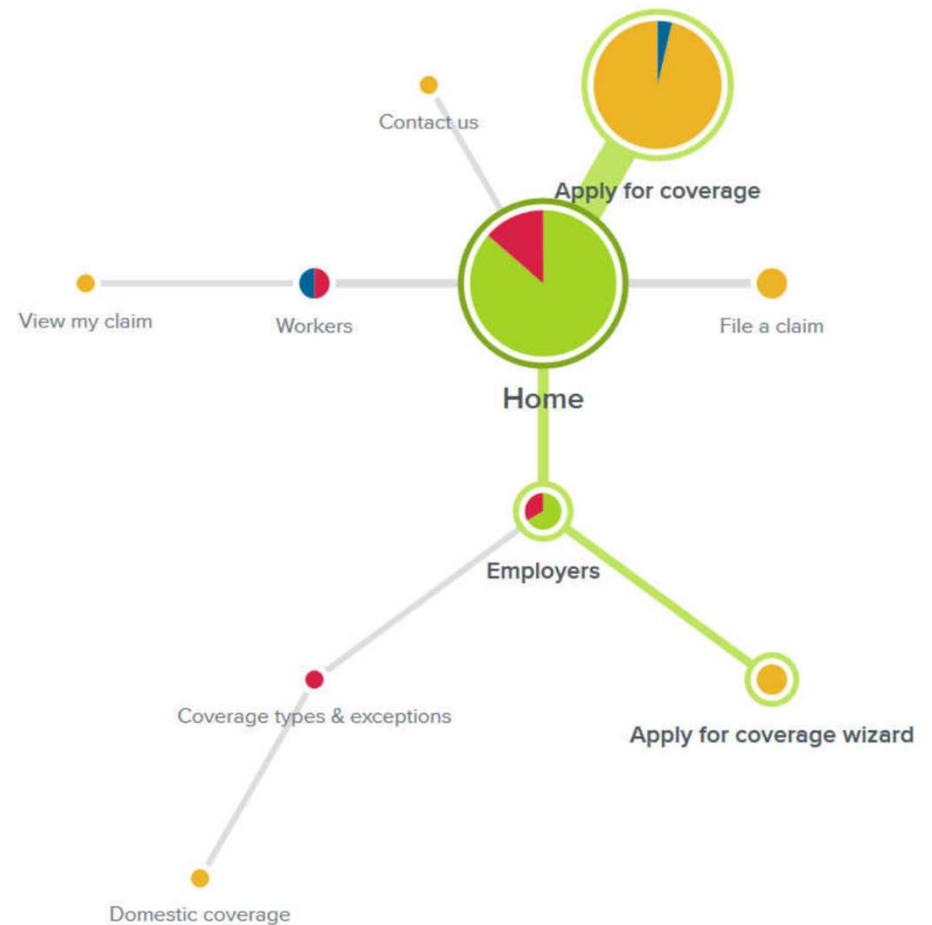 Contact us
Apply for coverage
View my claim
Workers
File a claim
Home
Employers
Coverage types & exceptions
Apply for coverage wizard
Domestic coverage